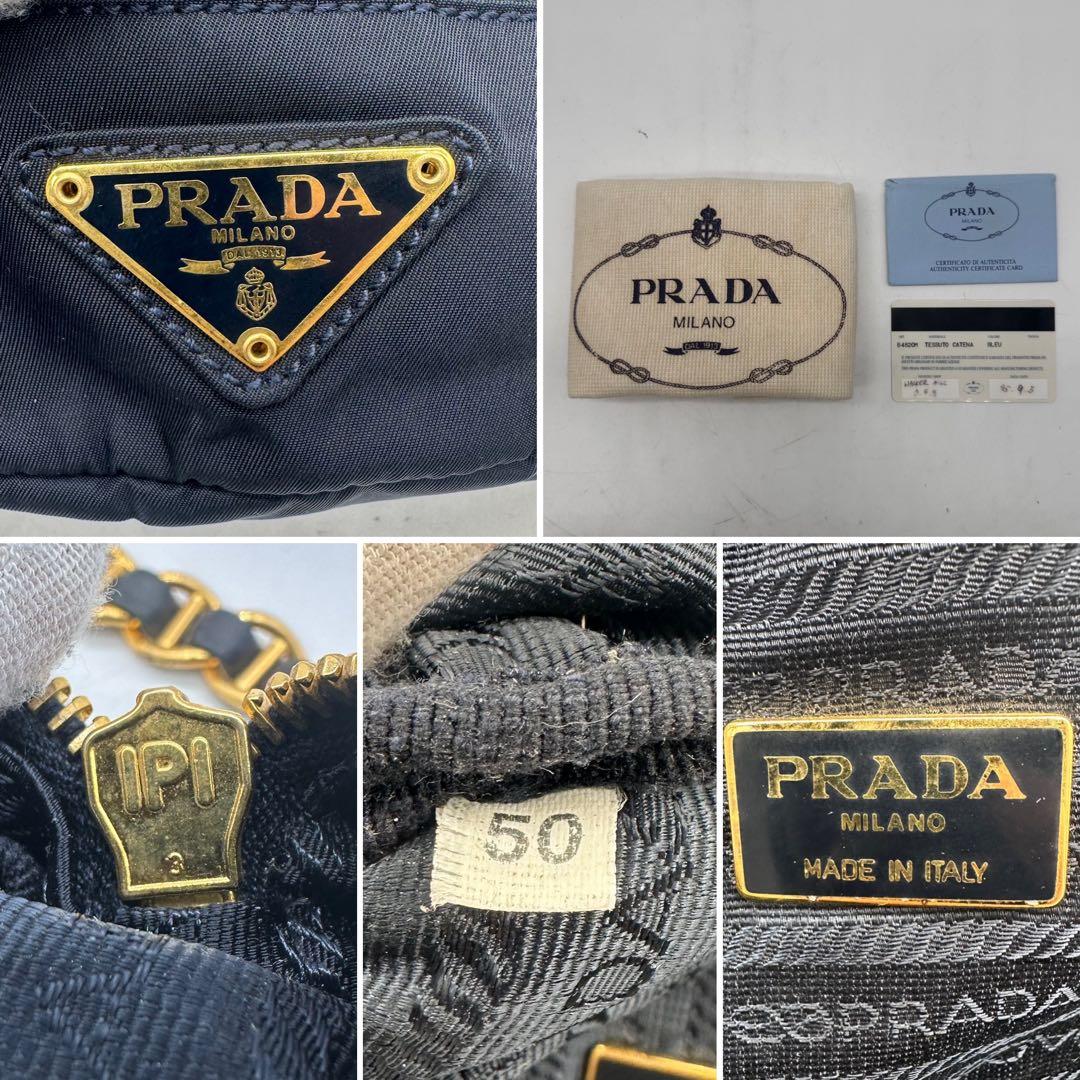 PRADA
MILANO
DAL 1913
PRADA
MILANO
DAL 1913
PRADA
MILANO
CERTIFICATO DI AUTENTICITÀ
AUTHENTICITY CERTIFICATE CARD
TESSUTO CATENA BLEU
IPI
3
50
PRADA
PRADA
MILANO
MADE IN ITALY
PRADA